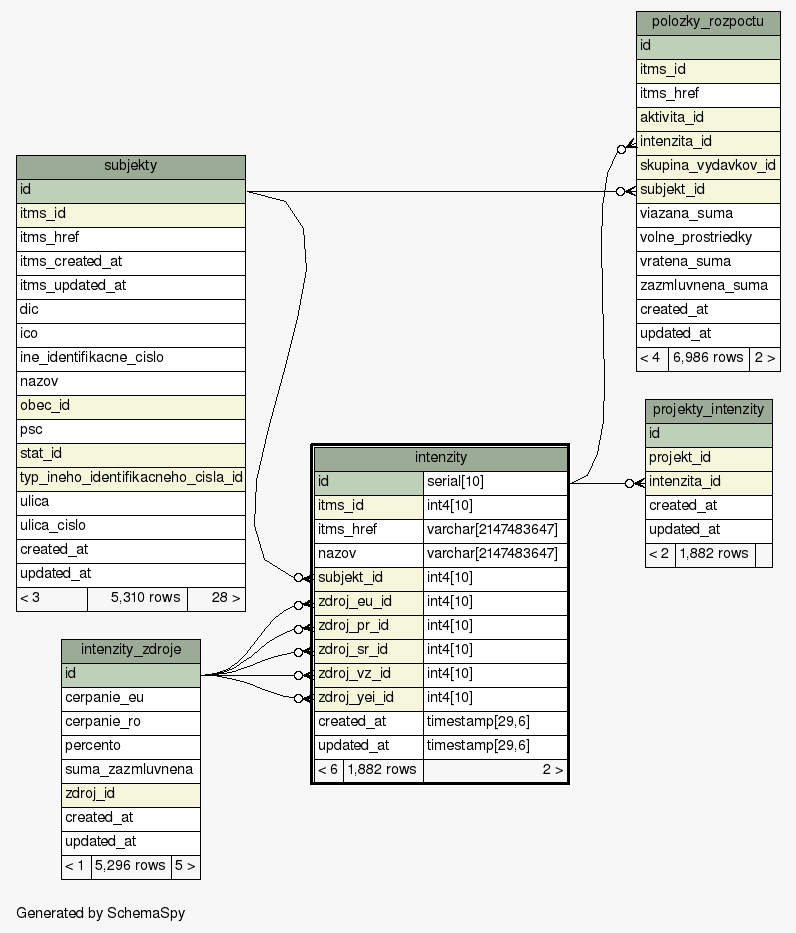 polozky_rozpoctu
id
itms_id
itms_href
aktivita_id
intenzita_id
skupina_vydavkov_id
subjekt_id
viazana_suma
volne_prostriedky
vratena_suma
zazmluvnena_suma
created_at
updated_at
< 4 6,986 rows 2 >
subjekty
id
itms_id
itms_href
itms_created_at
itms_updated_at
dic
ico
ine_identifikacne_cislo
nazov
obec_id
psc
stat_id
typ_ineho_identifikacneho_cisla_id
ulica
ulica_cislo
created_at
updated_at
< 3 5,310 rows 28 >
projekty_intenzity
id
projekt_id
intenzita_id
created_at
updated_at
< 2 1,882 rows
intenzity
id serial[10]
itms_id int4[10]
itms_href varchar[2147483647]
nazov varchar[2147483647]
subjekt_id int4[10]
zdroj_eu_id int4[10]
zdroj_pr_id int4[10]
zdroj_sr_id int4[10]
zdroj_vz_id int4[10]
zdroj_yei_id int4[10]
created_at timestamp[29,6]
updated_at timestamp[29,6]
< 6 1,882 rows 2 >
intenzity_zdroje
id
cerpanie_eu
cerpanie_ro
percento
suma_zazmluvnena
zdroj_id
created_at
updated_at
< 1 5,296 rows 5 >
Generated by SchemaSpy